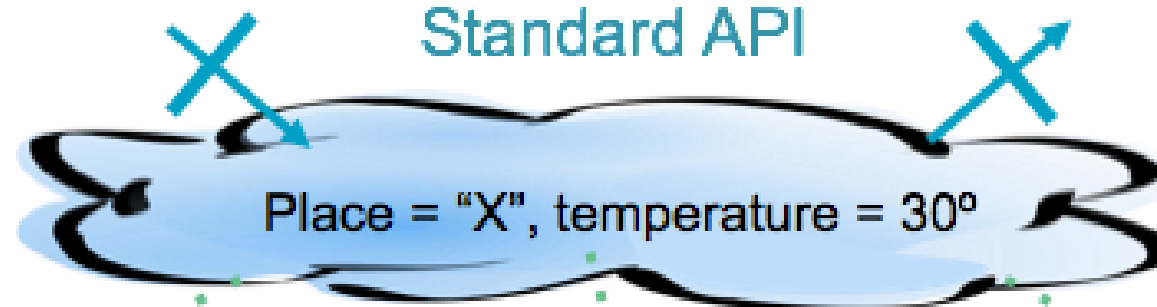 Standard API
Place = “X”, temperature = 30º